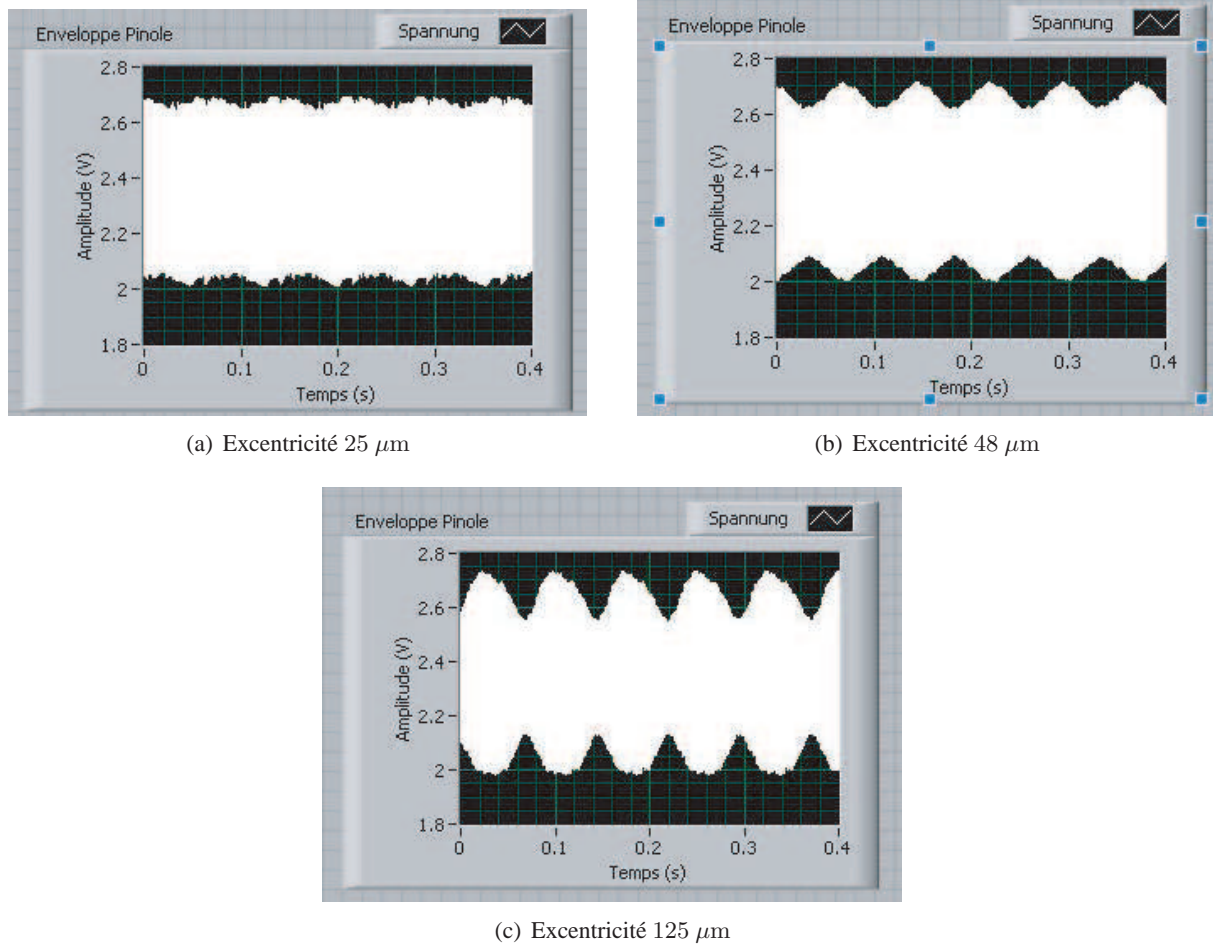 Enveloppe Pinole
Spannung
2.8
2.6
2.4
2.2
2
1.8
Amplitude (V)
0 0.1 0.2 0.3 0.4
Temps (s)
(a) Excentricité 25 μm
Enveloppe Pinole
Spannung
2.8
2.6
2.4
2.2
2.0
1.8
Amplitude (V)
0 0.1 0.2 0.3 0.4
Temps (s)
(b) Excentricité 48 μm
Enveloppe Pinole
Spannung
2.8
2.6
2.4
2.2
2
1.8
Amplitude (V)
0 0.1 0.2 0.3 0.4
Temps (s)
(c) Excentricité 125 μm